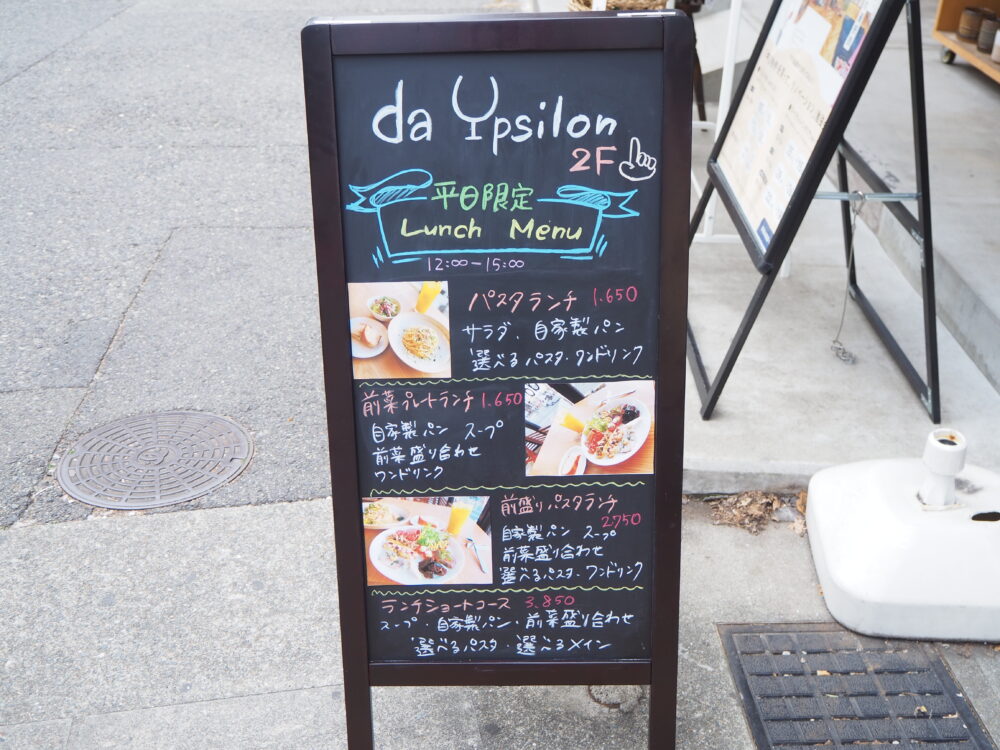 da Ypsilon
2F
平日限定
Lunch Menu
12:00-15:00
パスタランチ 1.650
サラダ、自家製パン
選べるパスタ・ワンドリンク
前菜プレートランチ 1.650
自家製パン スープ
前菜盛り合わせ
ワンドリンク
前盛りパスタランチ
2750
自家製パン スープ
前菜盛り合わせ
選べるパスタ・ワンドリンク
ランチショートコース 3.850
スープ・自家製パン・前菜盛り合わせ
選べるパスタ・選べるメイン